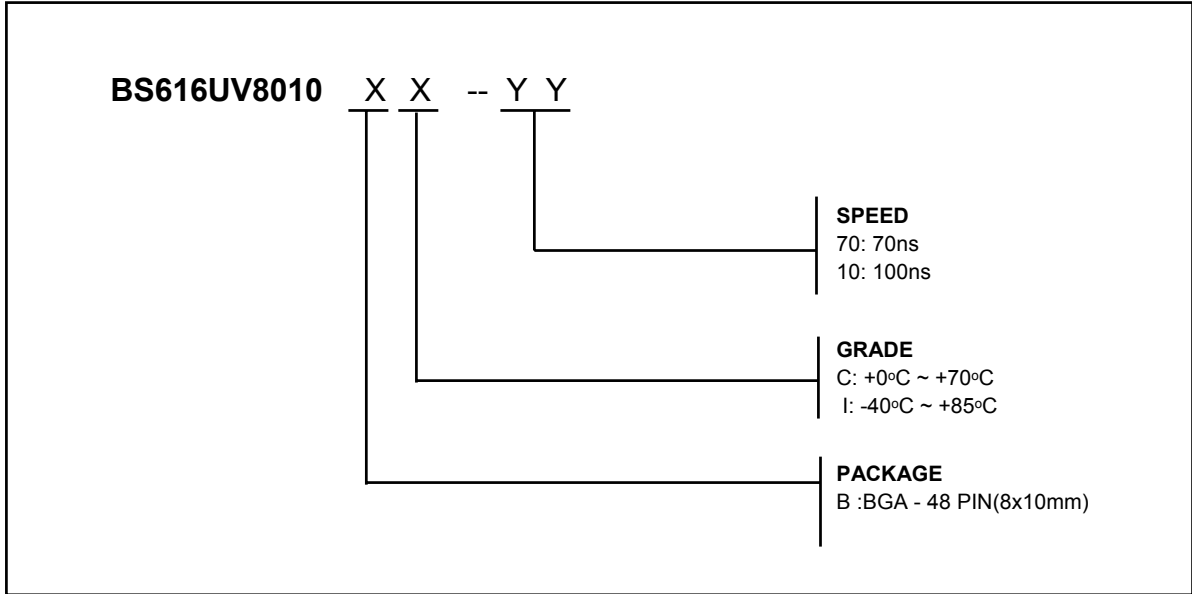 BS616UV8010 X X -- Y Y
SPEED
70: 70ns
10: 100ns
GRADE
C: +0oC ~ +70oC
I: -40oC ~ +85oC
PACKAGE
B :BGA - 48 PIN(8x10mm)